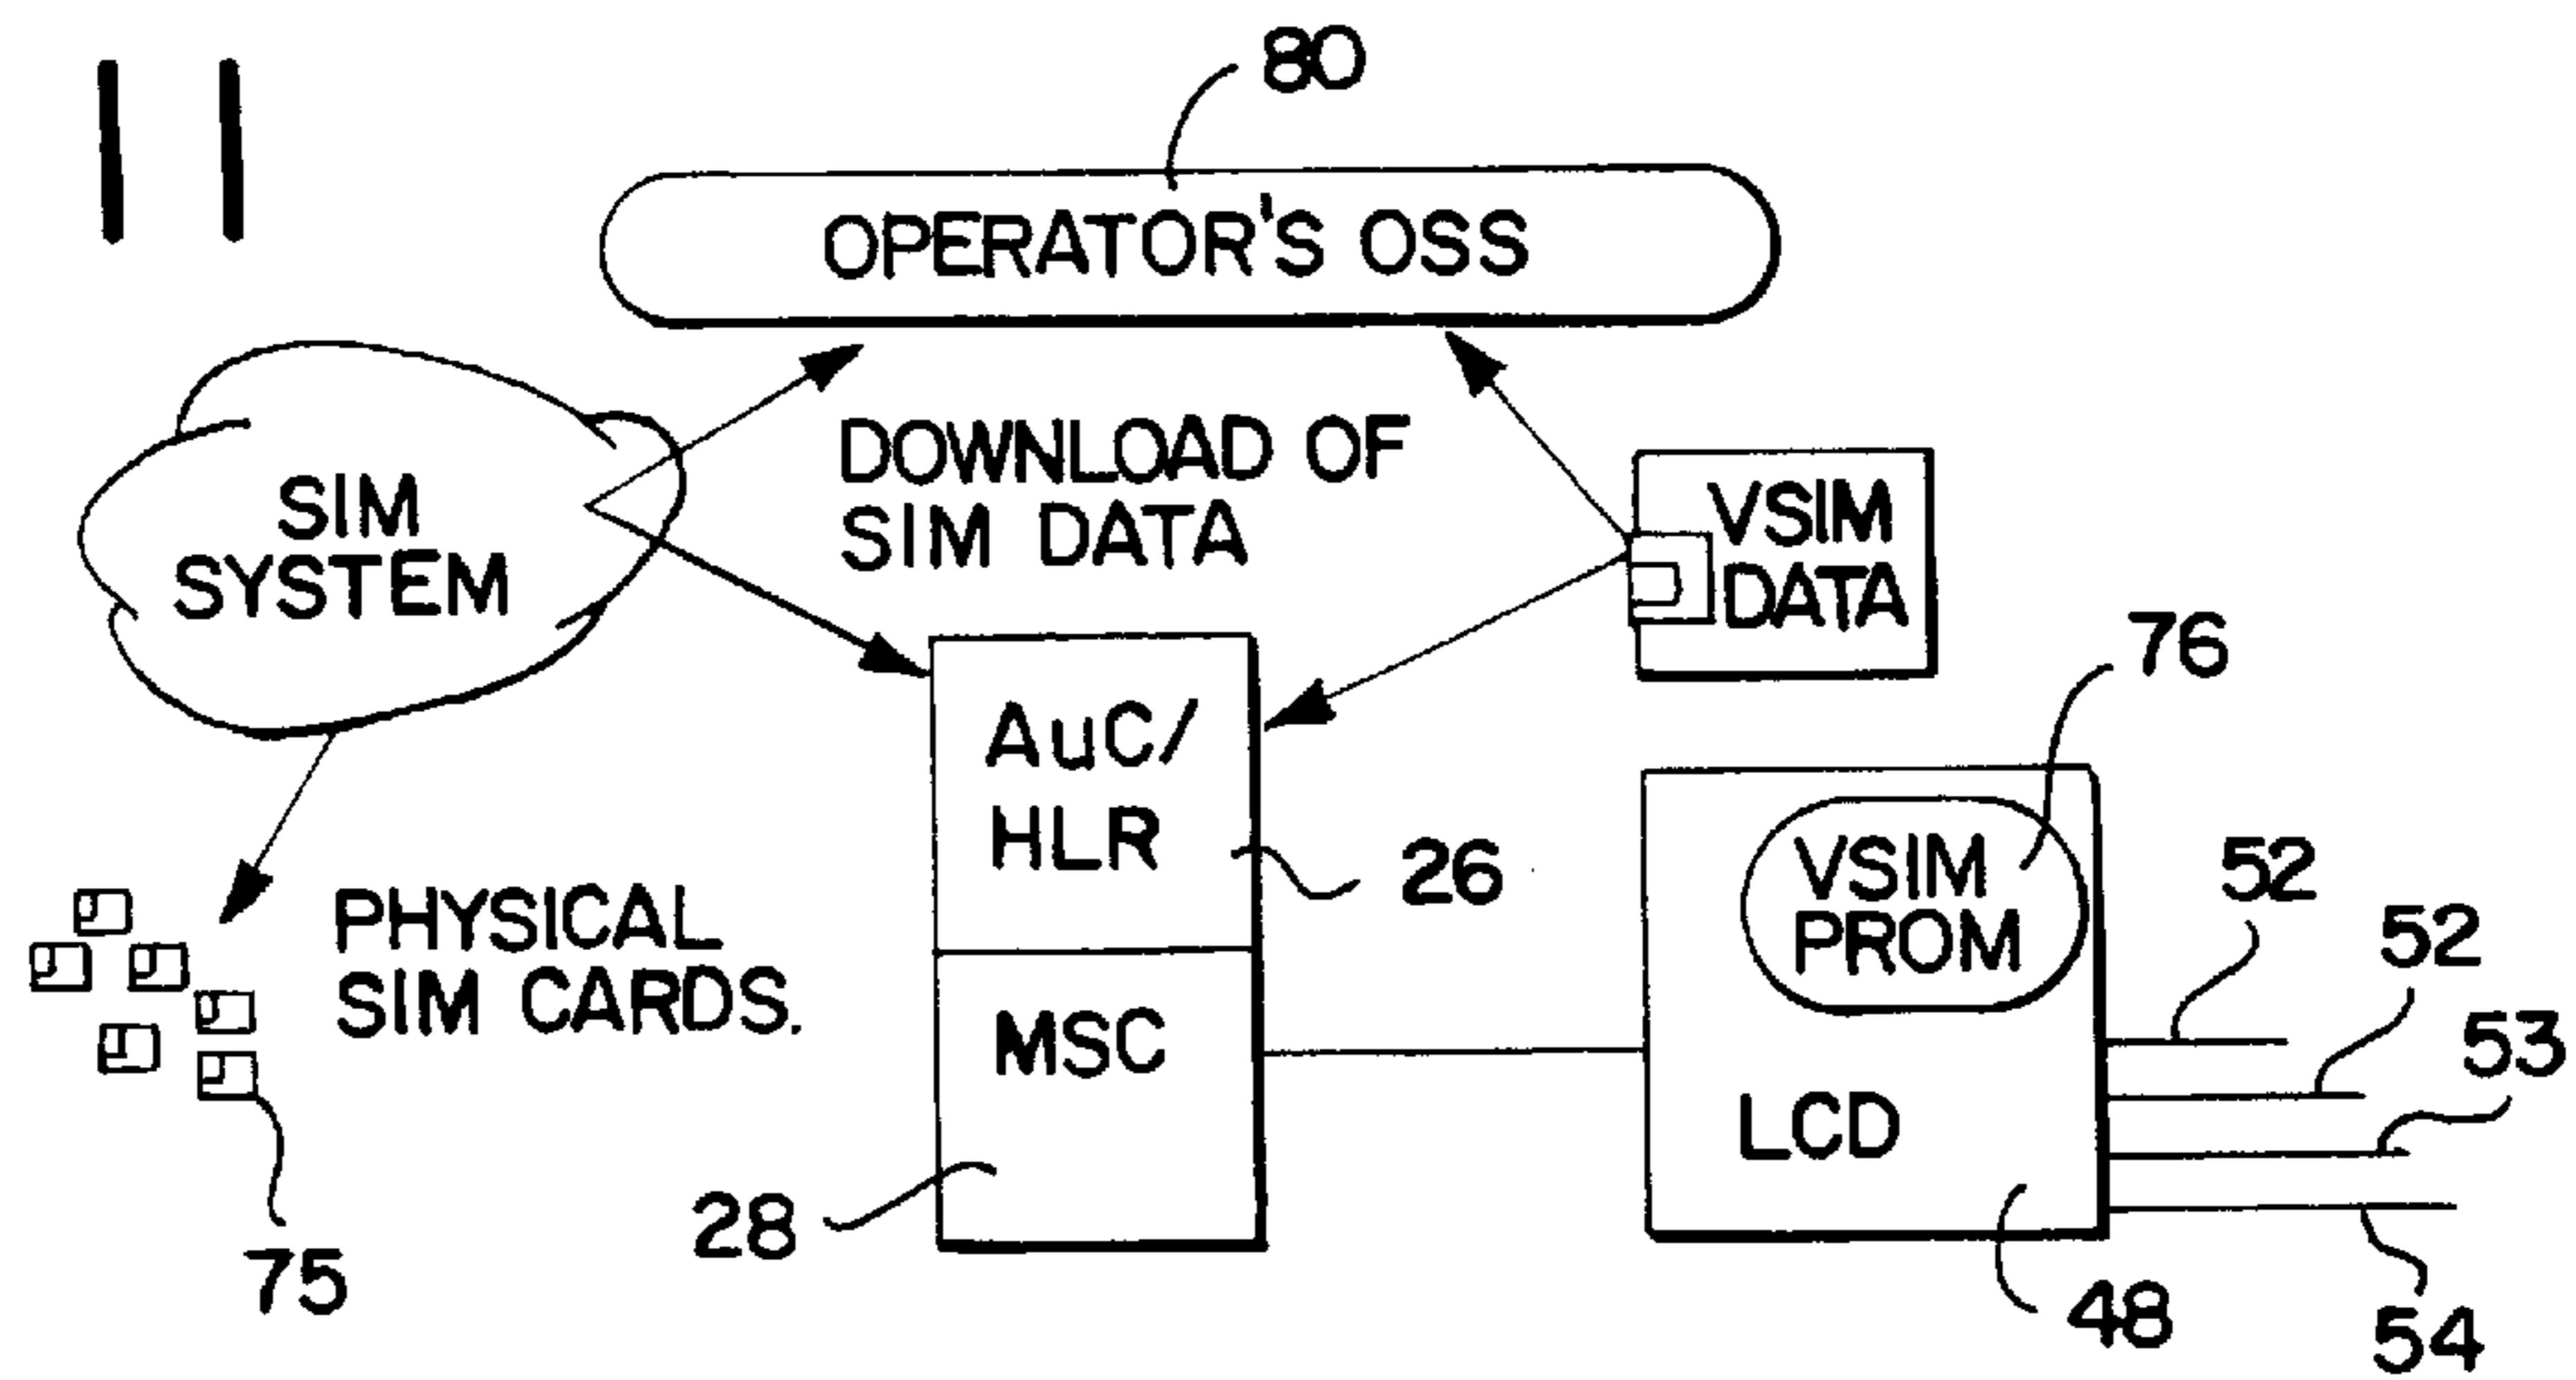 11
80
OPERATOR'S OSS
DOWNLOAD OF
SIM DATA
SIM
SYSTEM
VSIM
DATA
76
AuC/
HLR
26
VSIM
PROM
52
52
53
PHYSICAL
SIM CARDS.
MSC
LCD
28
75
48
54